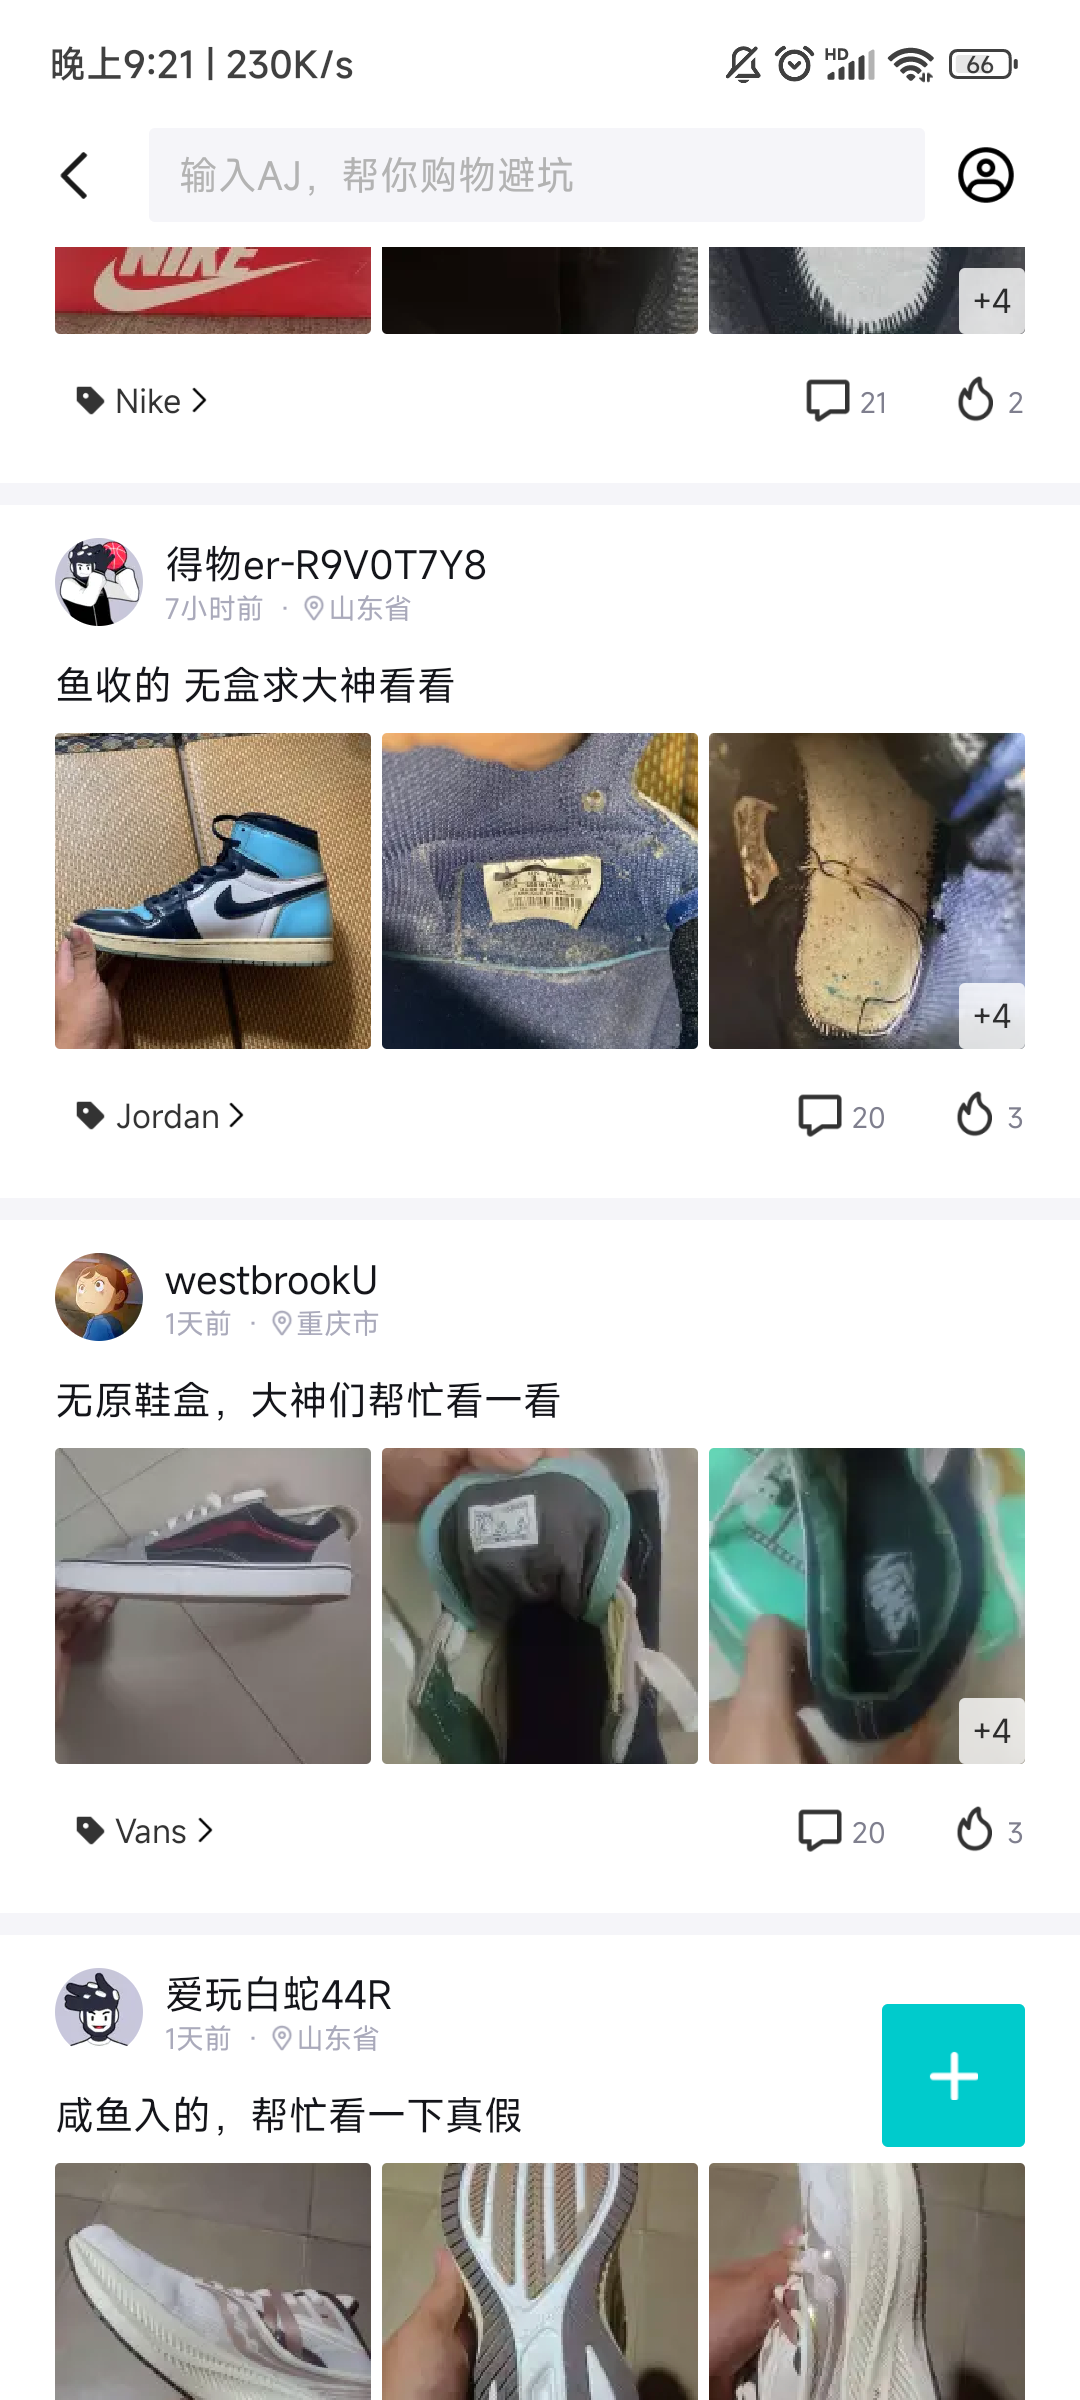 晚上9:21 | 230K/s
HD
66
输入AJ，帮你购物避坑
NIKE
+4
Nike
21
2
得物er-R9V0T7Y8
7小时前 · 山东省
鱼收的 无盒求大神看看
+4
Jordan
20
3
westbrookU
1天前 · 重庆市
无原鞋盒，大神们帮忙看一看
VANS
+4
Vans
20
3
爱玩白蛇44R
1天前 · 山东省
咸鱼入的，帮忙看一下真假